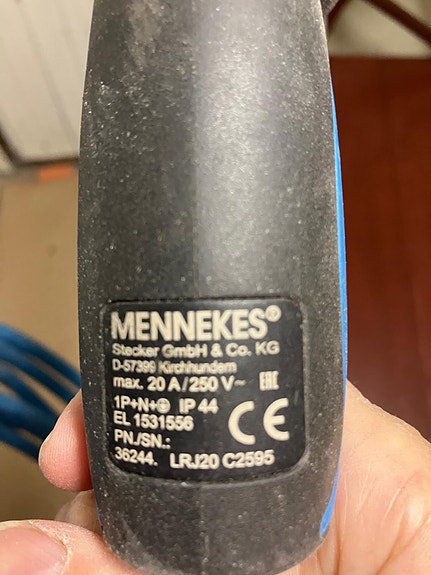 MENNEKES®
Stecker GmbH & Co. KG
D-57399 Kirchhundem
max. 20 A / 250 V~ EAC
1P+N+⏚ IP 44
EL 1531556 CE
PN./SN.:
36244. LRJ20 C2595